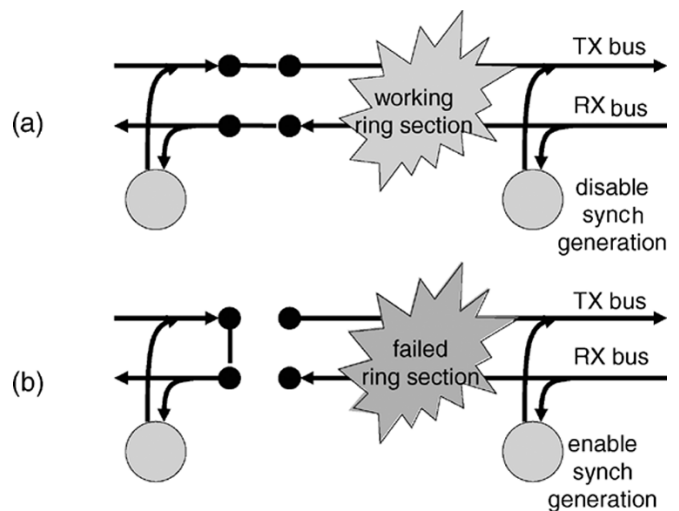 (a)
TX bus
RX bus
working
ring section
disable
synch
generation
(b)
TX bus
RX bus
failed
ring section
enable
synch
generation